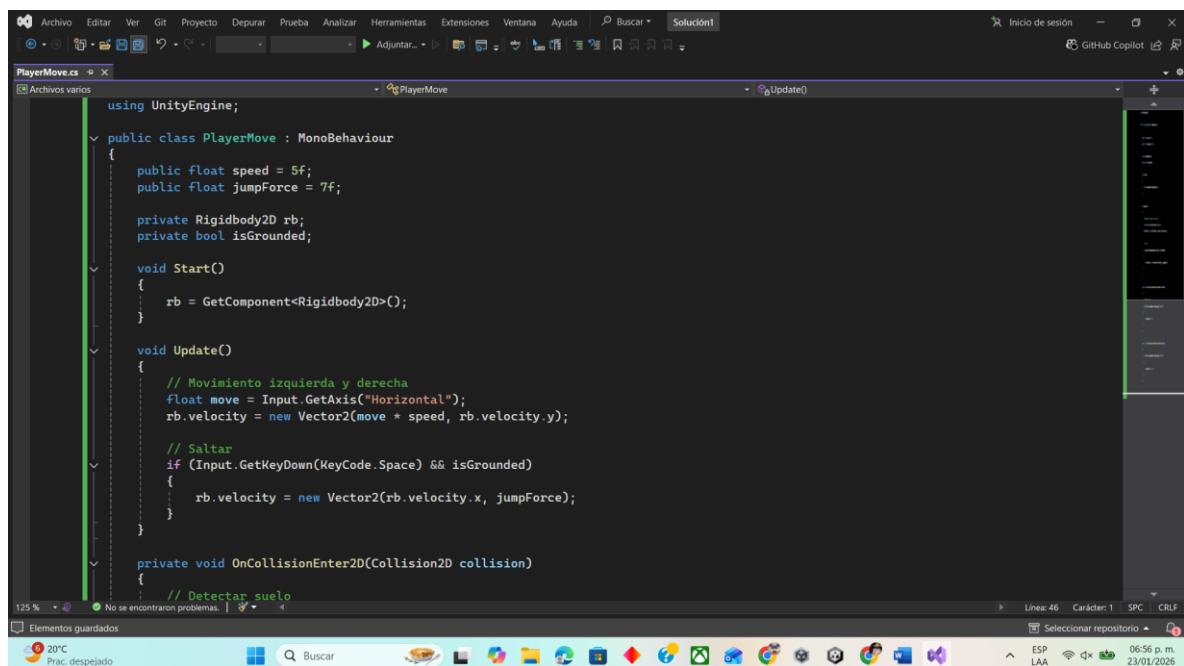 Archivo Editar Ver Git Proyecto Depurar Prueba Analizar Herramientas Extensiones Ventana Ayuda Buscar Solución1 Inicio de sesión
Adjuntar... GitHub Copilot
PlayerMove.cs
Archivos varios PlayerMove Update()
using UnityEngine;
public class PlayerMove : MonoBehaviour
{
public float speed = 5f;
public float jumpForce = 7f;
private Rigidbody2D rb;
private bool isGrounded;
void Start()
{
rb = GetComponent<Rigidbody2D>();
}
void Update()
{
// Movimiento izquierda y derecha
float move = Input.GetAxis("Horizontal");
rb.velocity = new Vector2(move * speed, rb.velocity.y);
// Saltar
if (Input.GetKeyDown(KeyCode.Space) && isGrounded)
{
rb.velocity = new Vector2(rb.velocity.x, jumpForce);
}
}
private void OnCollisionEnter2D(Collision2D collision)
{
// Detectar suelo
125 % No se encontraron problemas. Línea: 46 Carácter: 1 SPC CRLF
Elementos guardados Seleccionar repositorio
6 20°C Prac. despejado Buscar ESP LAA 06:56 p. m. 23/01/2026